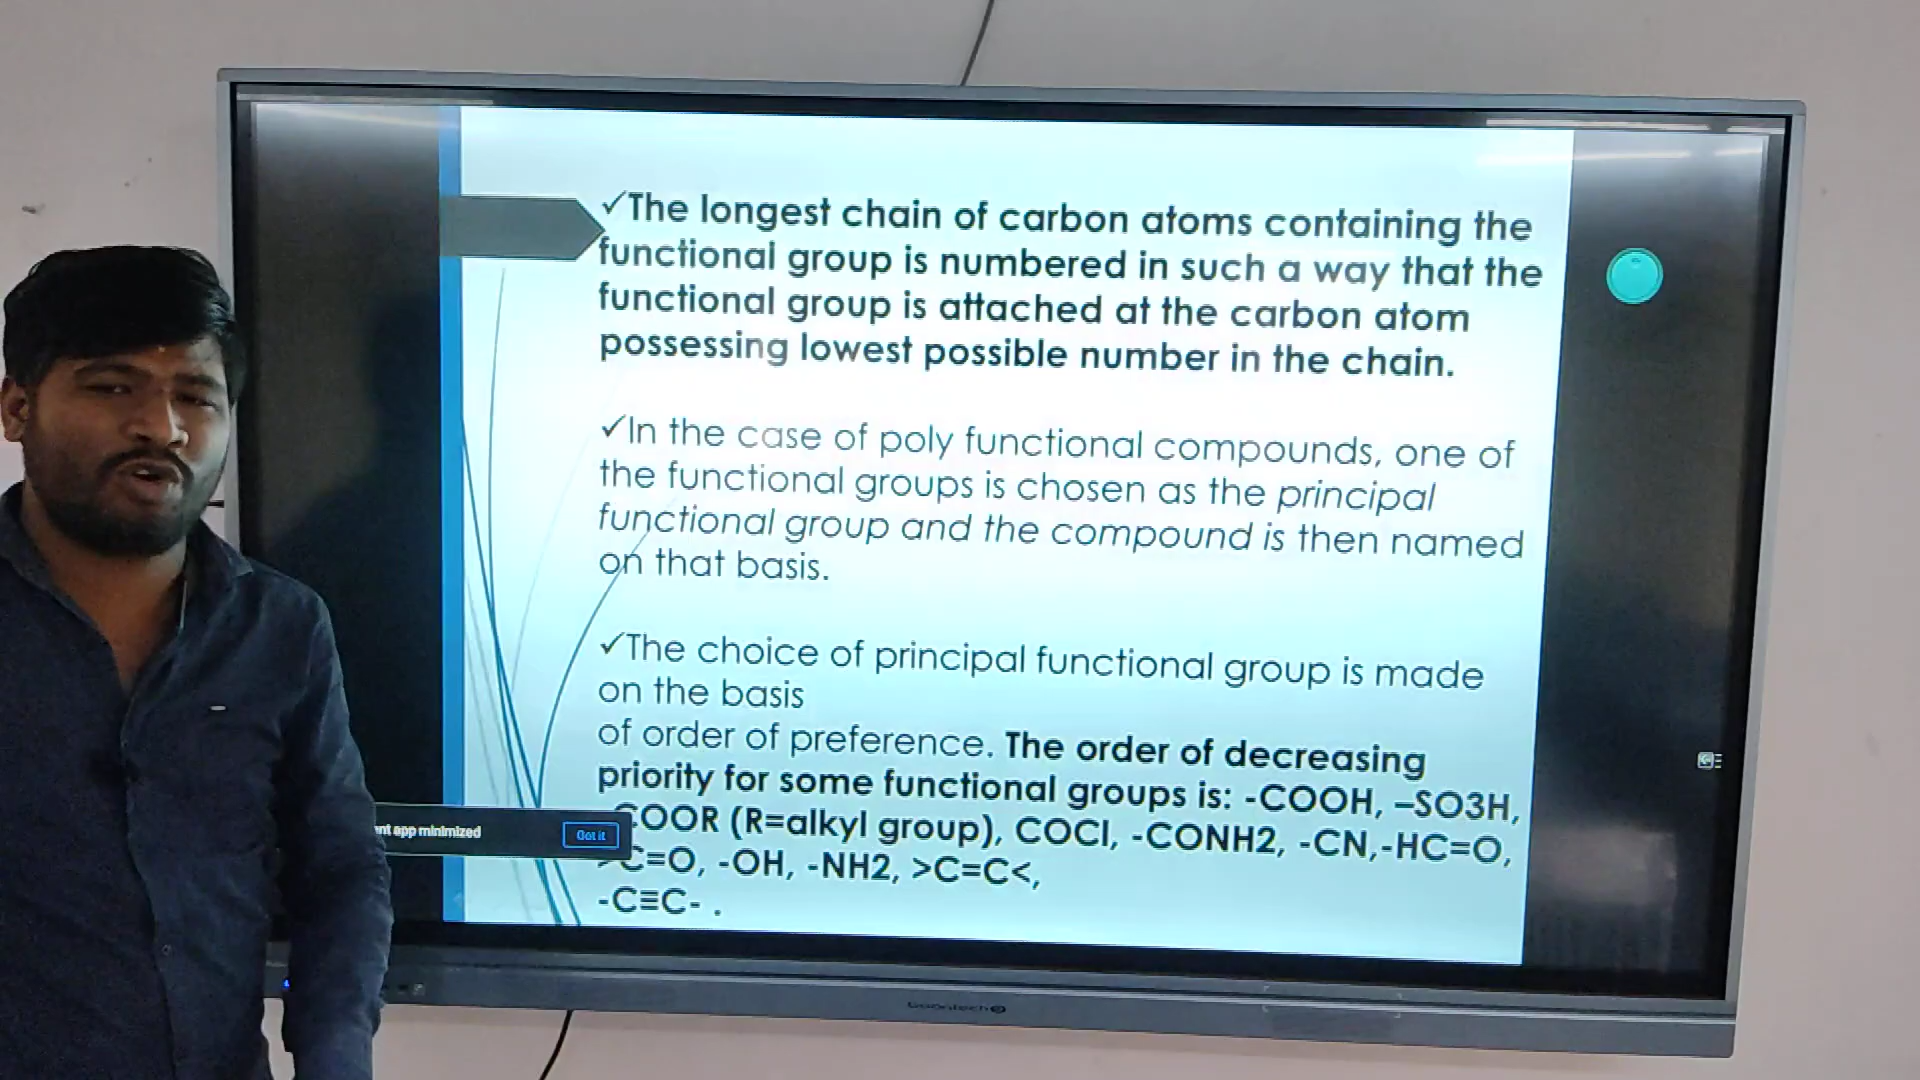 ✓The longest chain of carbon atoms containing the
functional group is numbered in such a way that the
functional group is attached at the carbon atom
possessing lowest possible number in the chain.
✓In the case of poly functional compounds, one of
the functional groups is chosen as the principal
functional group and the compound is then named
on that basis.
✓The choice of principal functional group is made
on the basis
of order of preference. The order of decreasing
priority for some functional groups is: -COOH, –SO3H,
-COOR (R=alkyl group), COCl, -CONH2, -CN,-HC=O,
>C=O, -OH, -NH2, >C=C<,
-C≡C- .
app minimized
Got it